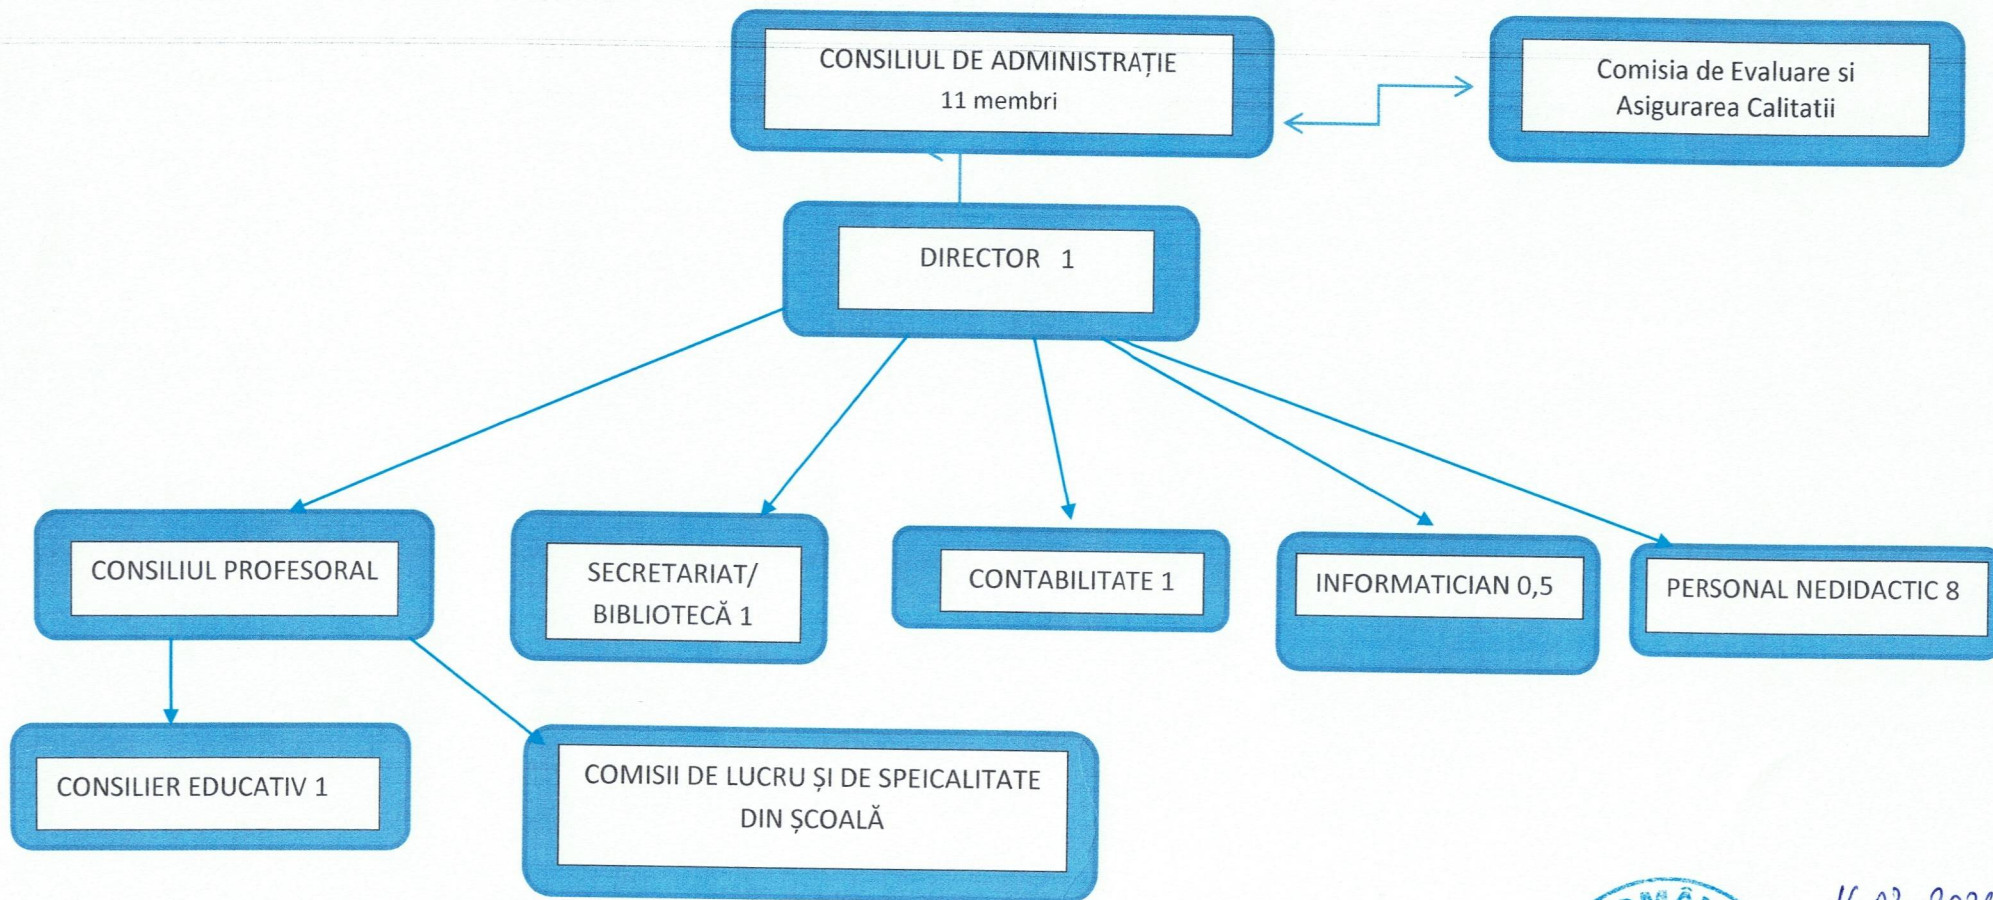 CONSILIUL DE ADMINISTRAȚIE
11 membri
Comisia de Evaluare si
Asigurarea Calitatii
DIRECTOR 1
CONSILIUL PROFESORAL
SECRETARIAT/
BIBLIOTECĂ 1
CONTABILITATE 1
INFORMATICIAN 0,5
PERSONAL NEDIDACTIC 8
CONSILIER EDUCATIV 1
COMISII DE LUCRU ȘI DE SPEICALITATE
DIN ȘCOALĂ